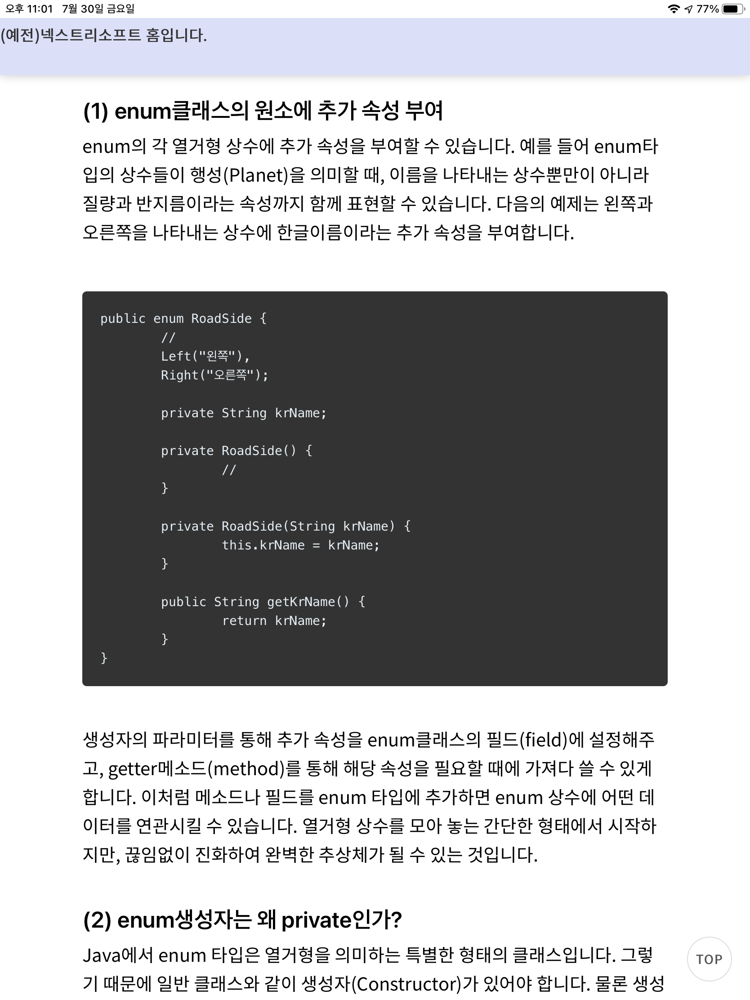 오후 11:01 7월 30일 금요일 77%
(예전)넥스트리소프트 홈입니다.
(1) enum클래스의 원소에 추가 속성 부여
enum의 각 열거형 상수에 추가 속성을 부여할 수 있습니다. 예를 들어 enum타
입의 상수들이 행성(Planet)을 의미할 때, 이름을 나타내는 상수뿐만이 아니라
질량과 반지름이라는 속성까지 함께 표현할 수 있습니다. 다음의 예제는 왼쪽과
오른쪽을 나타내는 상수에 한글이름이라는 추가 속성을 부여합니다.
public enum RoadSide {
//
Left("왼쪽"),
Right("오른쪽");
private String krName;
private RoadSide() {
//
}
private RoadSide(String krName) {
this.krName = krName;
}
public String getKrName() {
return krName;
}
}
생성자의 파라미터를 통해 추가 속성을 enum클래스의 필드(field)에 설정해주
고, getter메소드(method)를 통해 해당 속성을 필요할 때에 가져다 쓸 수 있게
합니다. 이처럼 메소드나 필드를 enum 타입에 추가하면 enum 상수에 어떤 데
이터를 연관시킬 수 있습니다. 열거형 상수를 모아 놓는 간단한 형태에서 시작하
지만, 끊임없이 진화하여 완벽한 추상체가 될 수 있는 것입니다.
(2) enum생성자는 왜 private인가?
Java에서 enum 타입은 열거형을 의미하는 특별한 형태의 클래스입니다. 그렇
기 때문에 일반 클래스와 같이 생성자(Constructor)가 있어야 합니다. 물론 생성
TOP